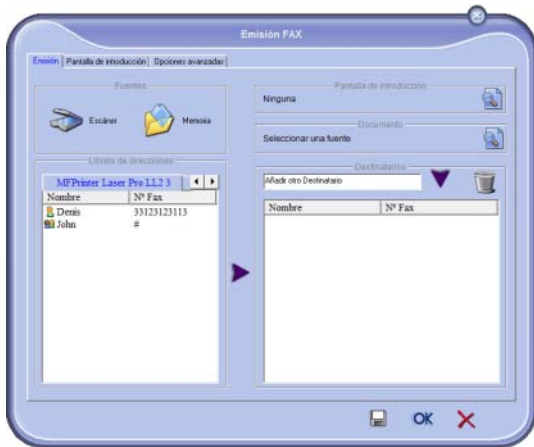 Emisión FAX
Emisión Pantalla de introducción Opciones avanzadas
Fuentes
Escáner
Memoria
Libreta de direcciones
MFPrinter Laser Pro LL2 3
Nombre Nº Fax
Denis 33123123113
John #
Pantalla de introducción
Ninguna
Documento
Seleccionar una fuente
Destinatarios
Añadir otro Destinatario
Nombre Nº Fax
OK